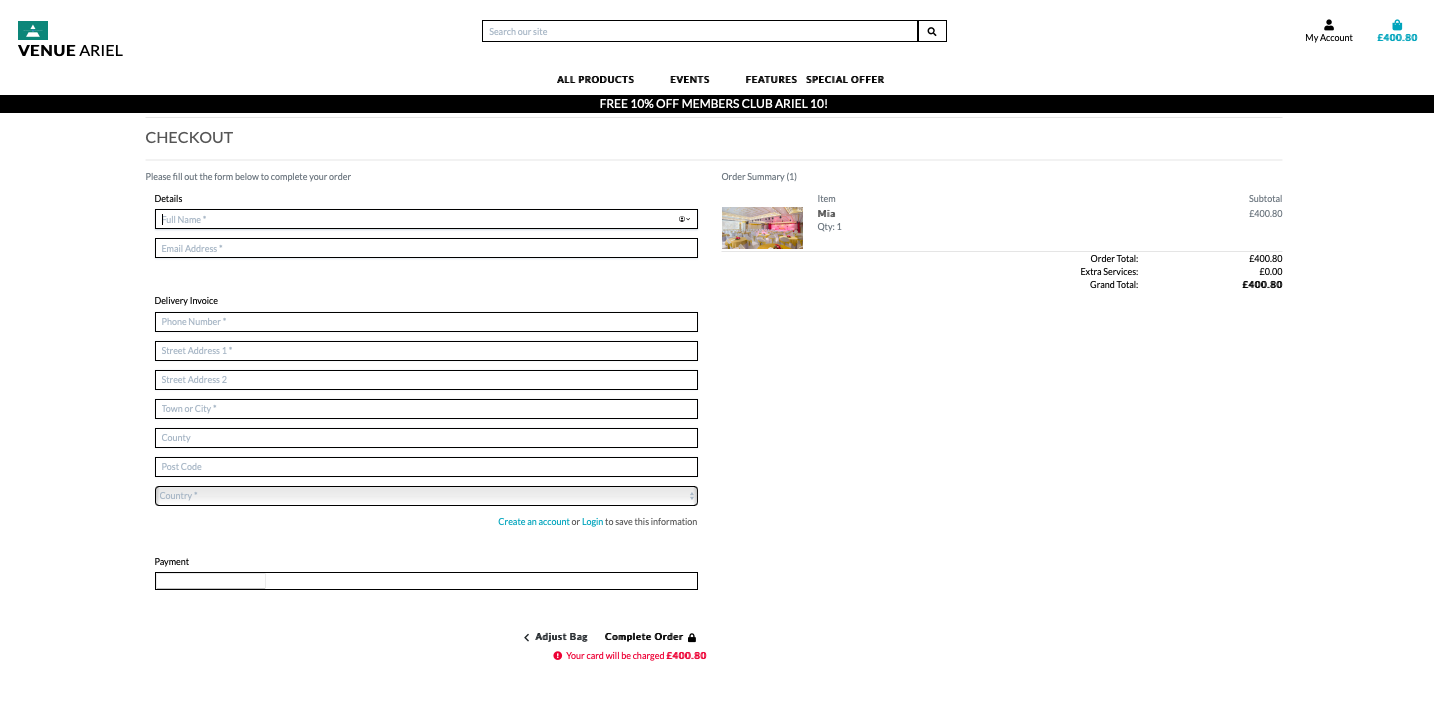 VENUE ARIEL
Search our site
My Account
£400.80
ALL PRODUCTS EVENTS FEATURES SPECIAL OFFER
FREE 10% OFF MEMBERS CLUB ARIEL 10!
CHECKOUT
Please fill out the form below to complete your order
Details
Full Name *
Email Address *
Delivery Invoice
Phone Number *
Street Address 1 *
Street Address 2
Town or City *
County
Post Code
Country *
Create an account or Login to save this information
Payment
Adjust Bag Complete Order
Your card will be charged £400.80
Order Summary (1)
Item Subtotal
Mia £400.80
Qty: 1
Order Total: £400.80
Extra Services: £0.00
Grand Total: £400.80